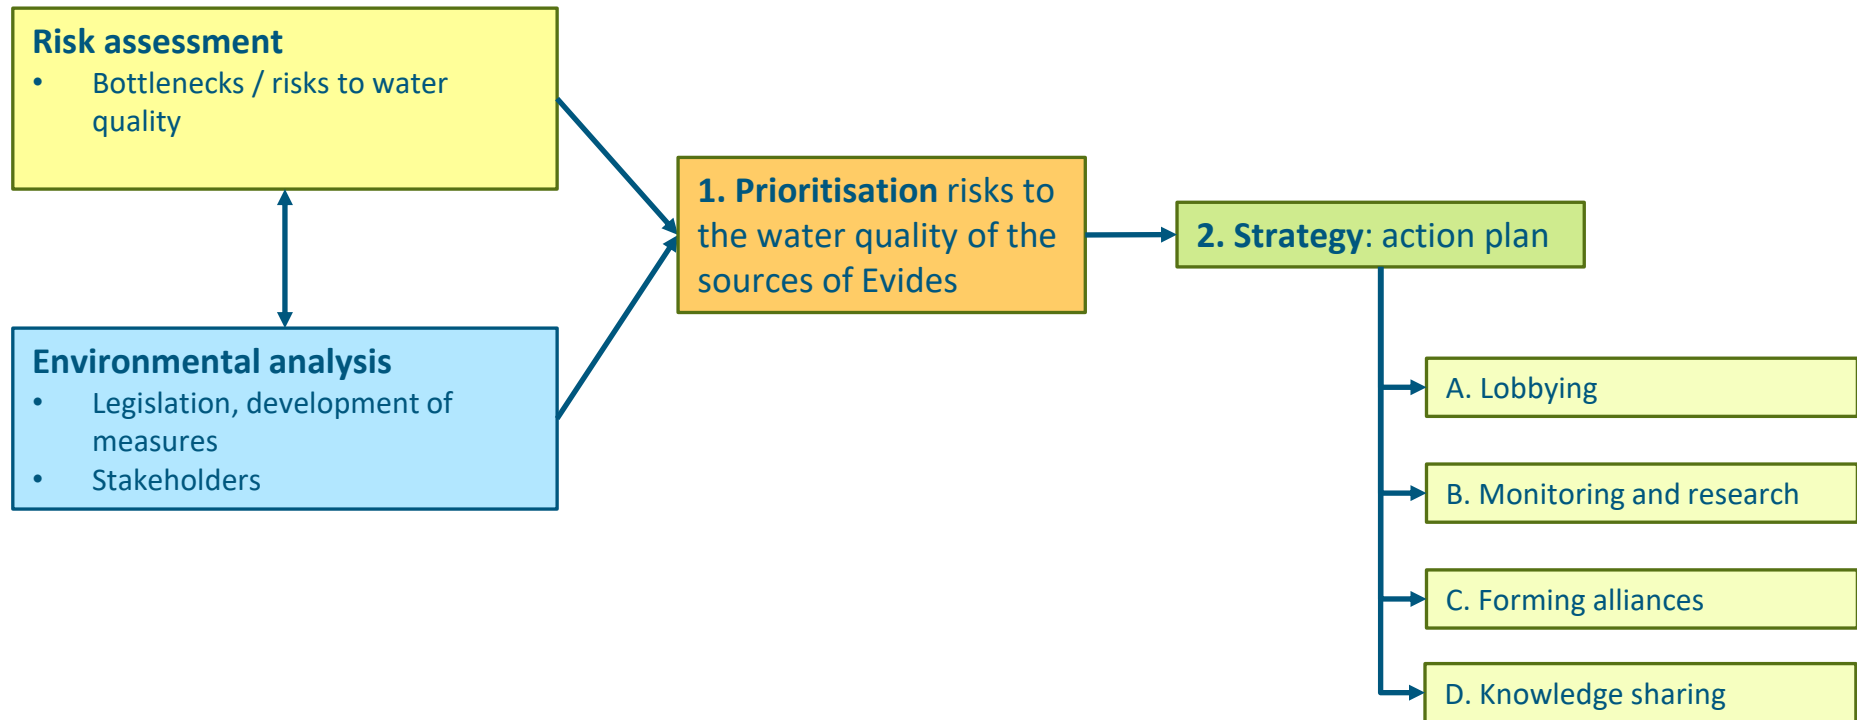 Risk assessment
• Bottlenecks / risks to water
quality
Environmental analysis
• Legislation, development of
measures
• Stakeholders
1. Prioritisation risks to
the water quality of the
sources of Evides
2. Strategy: action plan
A. Lobbying
B. Monitoring and research
C. Forming alliances
D. Knowledge sharing